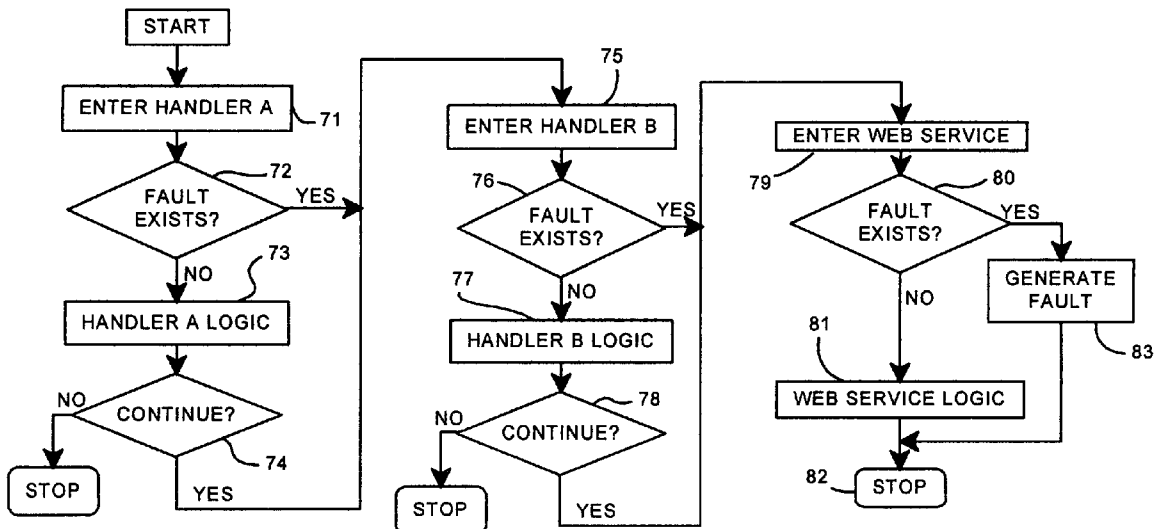 START
ENTER HANDLER A
71
72
FAULT
EXISTS?
YES
NO
73
HANDLER A LOGIC
NO
CONTINUE?
74
STOP
YES
75
ENTER HANDLER B
76
FAULT
EXISTS?
YES
77
NO
HANDLER B LOGIC
78
NO
CONTINUE?
STOP
YES
ENTER WEB SERVICE
79
80
FAULT
EXISTS?
YES
NO
GENERATE
FAULT
83
81
WEB SERVICE LOGIC
82
STOP